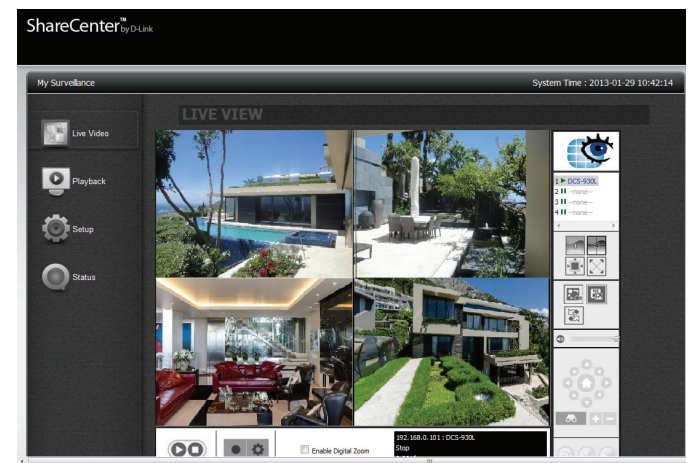 ShareCenter™ by D-Link
My Surveillance
System Time : 2013-01-29 10:42:14
LIVE VIEW
Live Video
Playback
Setup
Status
1 DCS-930L
2 --none--
3 --none--
4 --none--
Enable Digital Zoom
192.168.0.101 : DCS-930L
Stop